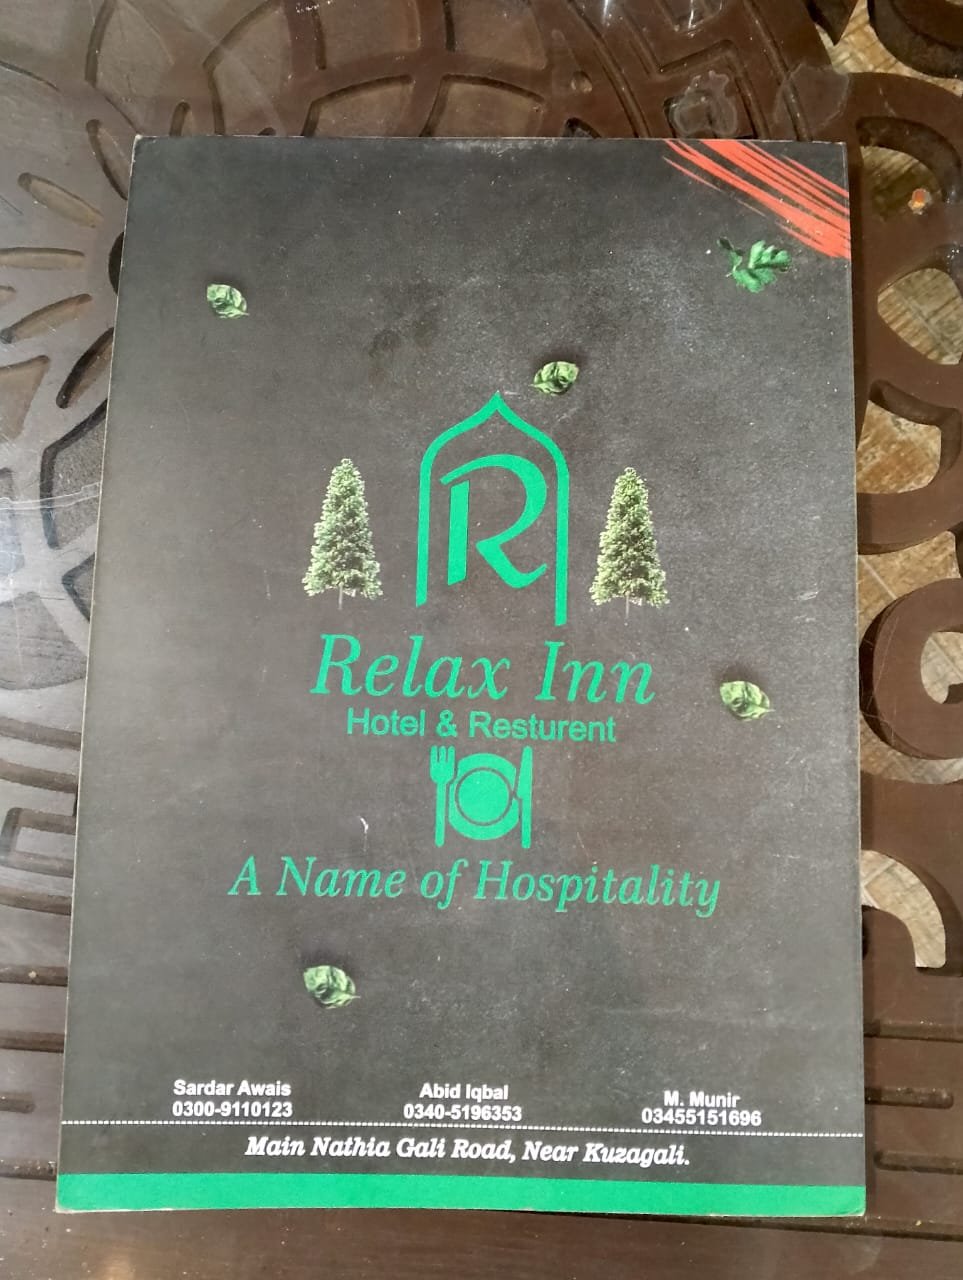 R
Relax Inn
Hotel & Resturent
A Name of Hospitality
Sardar Awais
0300-9110123
Abid Iqbal
0340-5196353
M. Munir
03455151696
Main Nathia Gali Road, Near Kuzagali.